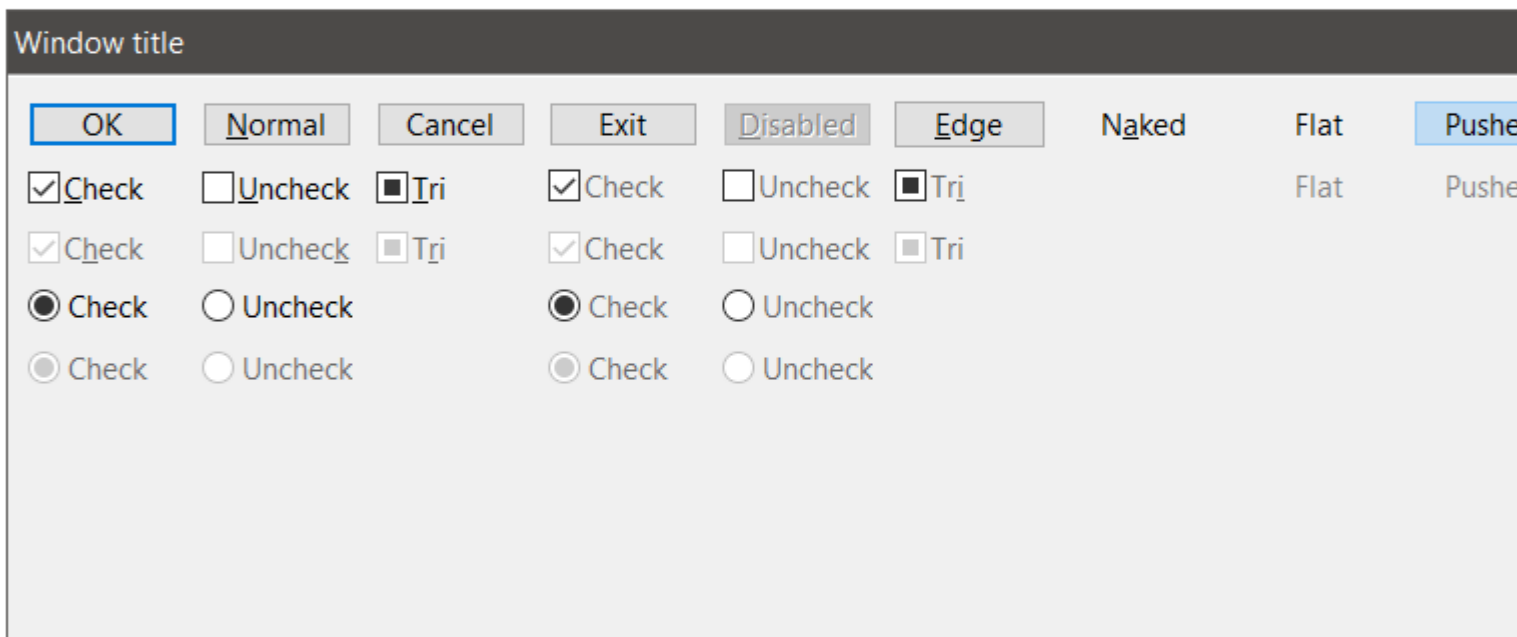 Window title
OK Normal Cancel Exit Disabled Edge Naked Flat Pushe
Check Uncheck Tri Check Uncheck Tri Flat Pushe
Check Uncheck Tri Check Uncheck Tri
Check Uncheck Check Uncheck
Check Uncheck Check Uncheck